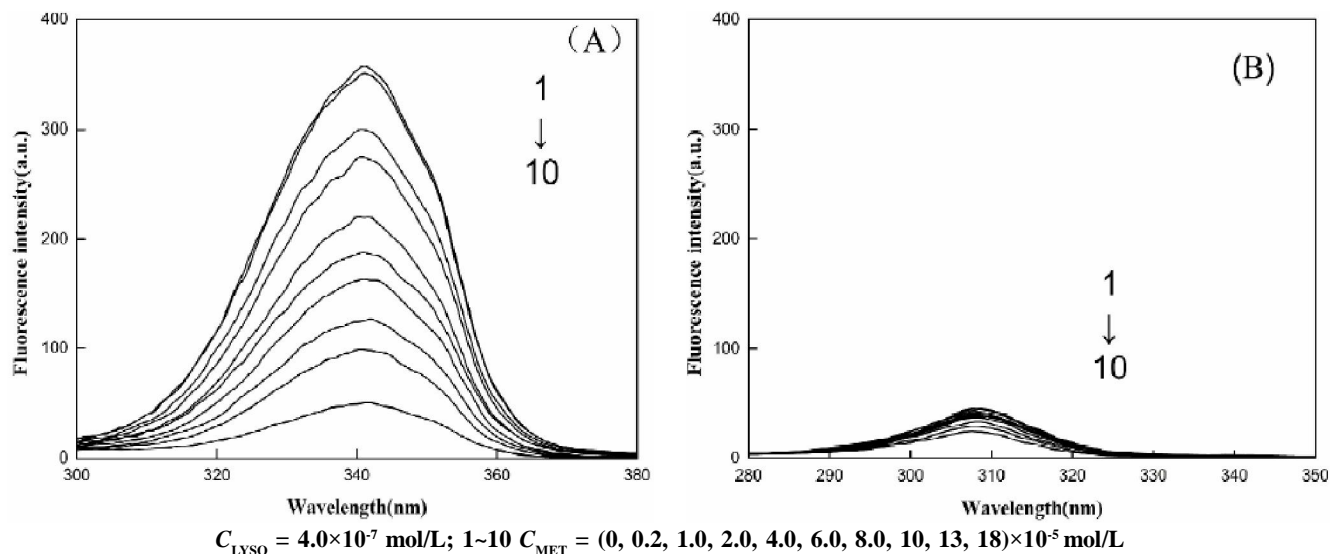 400
300
200
100
0
Fluorescence intensity(a.u.)
(A)
1
↓
10
300 320 340 360 380
Wavelength(nm)
400
300
200
100
0
Fluorescence intensity(a.u.)
(B)
1
↓
10
280 290 300 310 320 330 340 350
Wavelength(nm)
C_LYSO = 4.0×10⁻⁷ mol/L; 1~10 C_MET = (0, 0.2, 1.0, 2.0, 4.0, 6.0, 8.0, 10, 13, 18)×10⁻⁵ mol/L